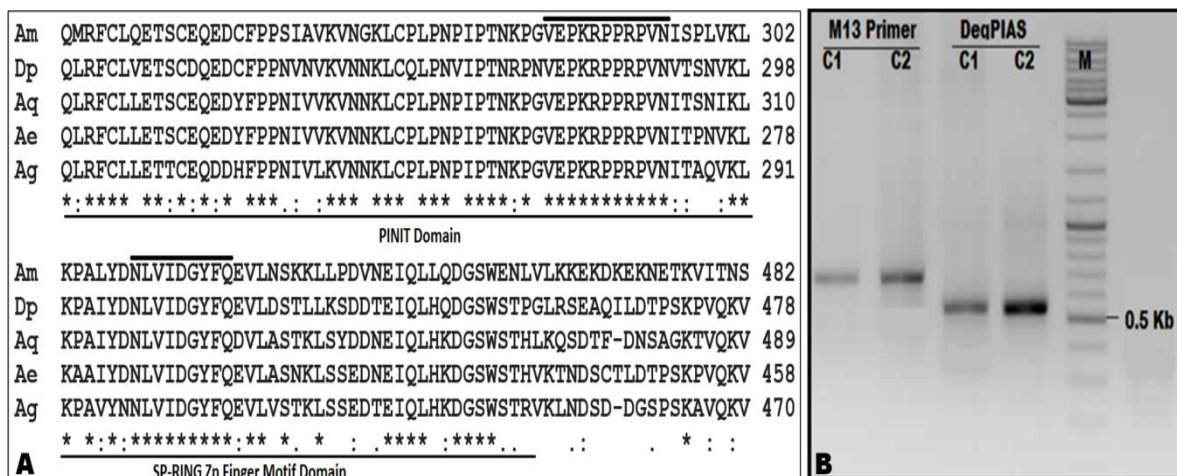 Am QMRFCLQETSCEQEDCFPPSIAVKVNGKLCPLPNPIPTNKPGVEPKRPPRPVNISPLVKL 302
Dp QLRFCLVETSCDQEDCFPPNVNVKVNNKLCQLPNVIPTNRPNVEPKRPPRPVNVTSNVKL 298
Aq QLRFCLLETSCEQEDYFPPNIVVKVNNKLCPLPNPIPTNKPGVEPKRPPRPVNITSNIKL 310
Ae QLRFCLLETSCEQEDYFPPNIVVKVNNKLCPLPNPIPTNKPGVEPKRPPRPVNITPNVKL 278
Ag QLRFCLLETTCEQDDHFPPNIVLKVNNKLCPLPNPIPTNKPGVEPKRPPRPVNITAQVKL 291
*:**** **:*:*:* ***.: :***.*** *** ****:*.***********:: :**
PINIT Domain
Am KPALYDNLVIDGYFQEVLNSKKLLPDVNEIQLLQDGSWENLVLKKEKDKEKNETKVITNS 482
Dp KPAIYDNLVIDGYFQEVLDSTLLKSDDTEIQLHQDGSWSTPGLRSEAQILDTPSKPVQKV 478
Aq KPAIYDNLVIDGYFQDVLASTKLSYDDNEIQLHKDGSWSTHLKQSDTF-DNSAGKTVQKV 489
Ae KAAIYDNLVIDGYFQEVLASNKLSSEDNEIQLHKDGSWSTHVKTNDSCTLDTPSKPVQKV 458
Ag KPAVYNNLVIDGYFQEVLVSTKLSSEDTEIQLHKDGSWSTRVKLNDSD-DGSPSKAVQKV 470
* *:*:*********:** *. * : .**** :****. . .: . * : :
SP-RING Zn Finger Motif Domain
A
M13 Primer DeqPIAS
C1 C2 C1 C2 M
0.5 Kb
B